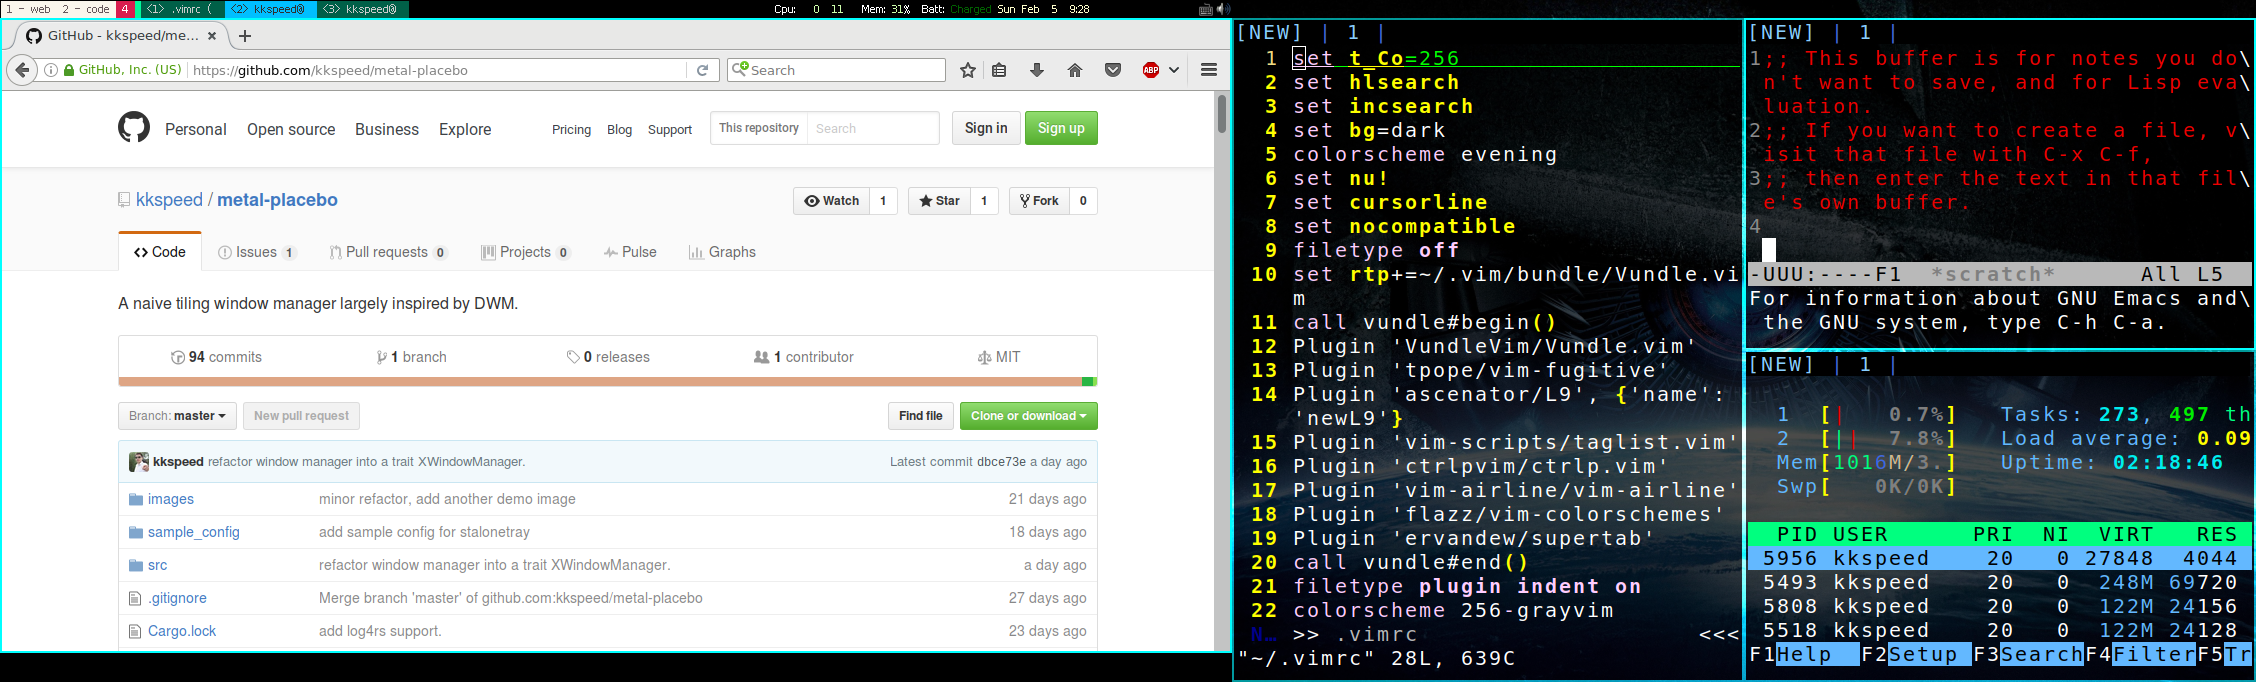 1 - web 2 - code 4 <1> .vimrc ( <2> kkspeed@ <3> kkspeed@ Cpu: 0 11 Mem: 31% Batt: Charged Sun Feb 5 9:28
GitHub - kkspeed/me...
GitHub, Inc. (US) https://github.com/kkspeed/metal-placebo Search ABP
Personal Open source Business Explore Pricing Blog Support This repository Search Sign in Sign up
kkspeed / metal-placebo Watch 1 Star 1 Fork 0
Code Issues 1 Pull requests 0 Projects 0 Pulse Graphs
A naive tiling window manager largely inspired by DWM.
94 commits 1 branch 0 releases 1 contributor MIT
Branch: master New pull request Find file Clone or download
kkspeed refactor window manager into a trait XWindowManager. Latest commit dbce73e a day ago
images minor refactor, add another demo image 21 days ago
sample_config add sample config for stalonetray 18 days ago
src refactor window manager into a trait XWindowManager. a day ago
.gitignore Merge branch 'master' of github.com:kkspeed/metal-placebo 27 days ago
Cargo.lock add log4rs support. 23 days ago
[NEW] | 1 |
1 set t_Co=256
2 set hlsearch
3 set incsearch
4 set bg=dark
5 colorscheme evening
6 set nu!
7 set cursorline
8 set nocompatible
9 filetype off
10 set rtp+=~/.vim/bundle/Vundle.vi
m
11 call vundle#begin()
12 Plugin 'VundleVim/Vundle.vim'
13 Plugin 'tpope/vim-fugitive'
14 Plugin 'ascenator/L9', {'name':
'newL9'}
15 Plugin 'vim-scripts/taglist.vim'
16 Plugin 'ctrlpvim/ctrlp.vim'
17 Plugin 'vim-airline/vim-airline'
18 Plugin 'flazz/vim-colorschemes'
19 Plugin 'ervandew/supertab'
20 call vundle#end()
21 filetype plugin indent on
22 colorscheme 256-grayvim
N… >> .vimrc <<<
"~/.vimrc" 28L, 639C
[NEW] | 1 |
1 ;; This buffer is for notes you do\
n't want to save, and for Lisp eva\
luation.
2 ;; If you want to create a file, v\
isit that file with C-x C-f,
3 ;; then enter the text in that fil\
e's own buffer.
4
-UUU:----F1 *scratch* All L5
For information about GNU Emacs and\
the GNU system, type C-h C-a.
[NEW] | 1 |
1 [| 0.7%] Tasks: 273, 497 th
2 [|| 7.8%] Load average: 0.09
Mem[1016M/3.] Uptime: 02:18:46
Swp[ 0K/0K]
PID USER PRI NI VIRT RES
5956 kkspeed 20 0 27848 4044
5493 kkspeed 20 0 248M 69720
5808 kkspeed 20 0 122M 24156
5518 kkspeed 20 0 122M 24128
F1Help F2Setup F3SearchF4FilterF5Tr